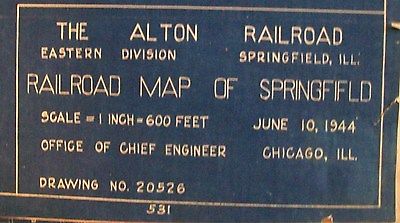 THE ALTON RAILROAD
EASTERN DIVISION SPRINGFIELD, ILL.
RAILROAD MAP OF SPRINGFIELD
SCALE = 1 INCH = 600 FEET JUNE 10, 1944
OFFICE OF CHIEF ENGINEER CHICAGO, ILL.
DRAWING NO. 20526
531